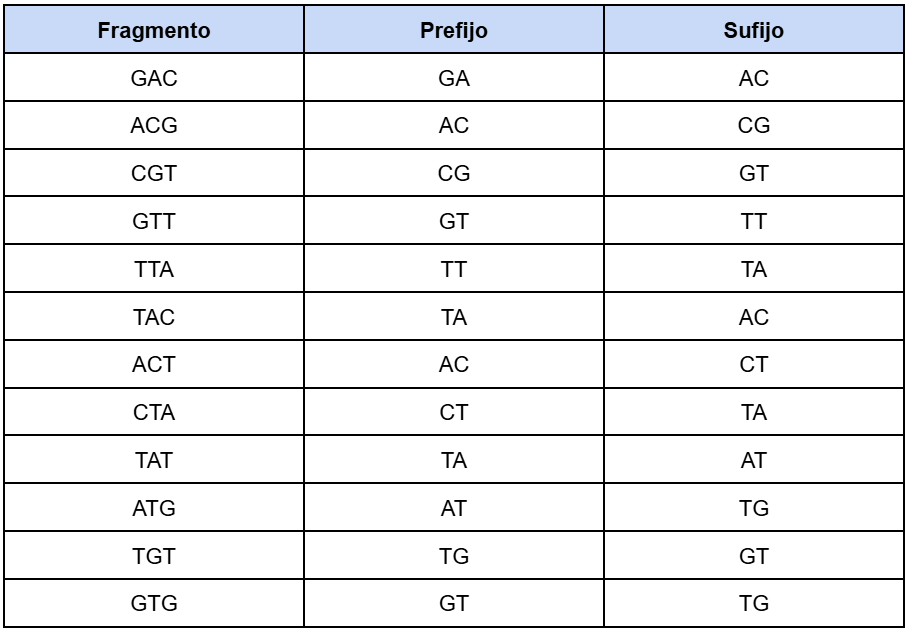 Fragmento Prefijo Sufijo
GAC GA AC
ACG AC CG
CGT CG GT
GTT GT TT
TTA TT TA
TAC TA AC
ACT AC CT
CTA CT TA
TAT TA AT
ATG AT TG
TGT TG GT
GTG GT TG